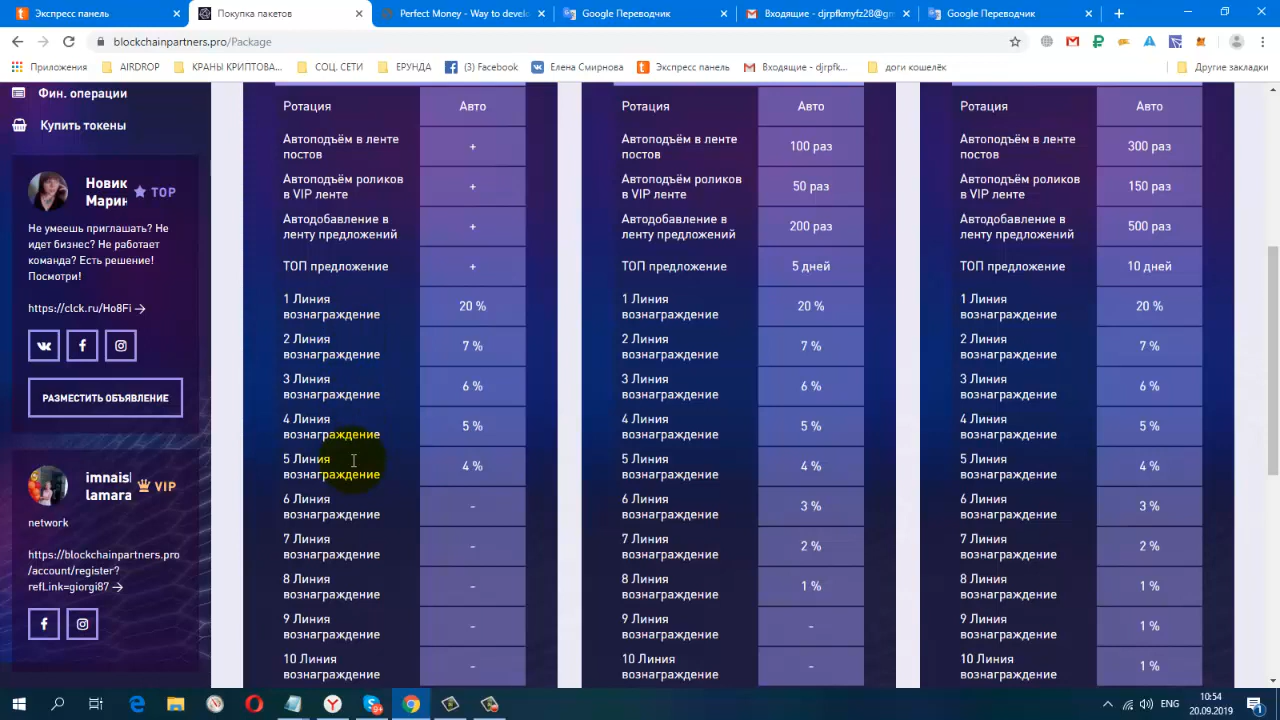 Экспресс панель
Покупка пакетов
Perfect Money - Way to develo
Google Переводчик
Входящие - djrpfkmyfz28@gm
Google Переводчик
blockchainpartners.pro/Package
Приложения
AIRDROP
КРАНЫ КРИПТОВА...
СОЦ. СЕТИ
ЕРУНДА
(3) Facebook
Елена Смирнова
Экспресс панель
Входящие - djrpfk...
доги кошелёк
Другие закладки
Фин. операции
Купить токены
Новик
Марин
TOP
Не умеешь приглашать? Не
идет бизнес? Не работает
команда? Есть решение!
Посмотри!
https://clck.ru/Ho8Fi
РАЗМЕСТИТЬ ОБЪЯВЛЕНИЕ
imnaisl
lamara
VIP
network
https://blockchainpartners.pro
/account/register?
refLink=giorgi87
Ротация
Авто
Автоподъём в ленте
постов
+
Автоподъём роликов
в VIP ленте
+
Автодобавление в
ленту предложений
+
ТОП предложение
+
1 Линия
вознаграждение
20 %
2 Линия
вознаграждение
7 %
3 Линия
вознаграждение
6 %
4 Линия
вознаграждение
5 %
5 Линия
вознаграждение
4 %
6 Линия
вознаграждение
-
7 Линия
вознаграждение
-
8 Линия
вознаграждение
-
9 Линия
вознаграждение
-
10 Линия
вознаграждение
-
Ротация
Авто
Автоподъём в ленте
постов
100 раз
Автоподъём роликов
в VIP ленте
50 раз
Автодобавление в
ленту предложений
200 раз
ТОП предложение
5 дней
1 Линия
вознаграждение
20 %
2 Линия
вознаграждение
7 %
3 Линия
вознаграждение
6 %
4 Линия
вознаграждение
5 %
5 Линия
вознаграждение
4 %
6 Линия
вознаграждение
3 %
7 Линия
вознаграждение
2 %
8 Линия
вознаграждение
1 %
9 Линия
вознаграждение
-
10 Линия
вознаграждение
-
Ротация
Авто
Автоподъём в ленте
постов
300 раз
Автоподъём роликов
в VIP ленте
150 раз
Автодобавление в
ленту предложений
500 раз
ТОП предложение
10 дней
1 Линия
вознаграждение
20 %
2 Линия
вознаграждение
7 %
3 Линия
вознаграждение
6 %
4 Линия
вознаграждение
5 %
5 Линия
вознаграждение
4 %
6 Линия
вознаграждение
3 %
7 Линия
вознаграждение
2 %
8 Линия
вознаграждение
1 %
9 Линия
вознаграждение
1 %
10 Линия
вознаграждение
1 %
ENG
10:54
20.09.2019